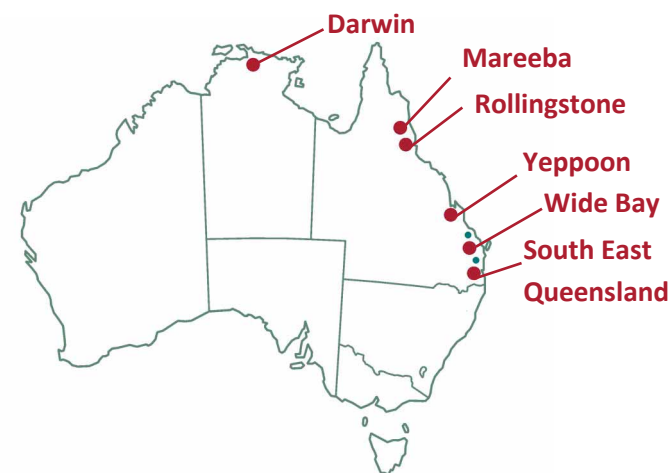 Darwin
Mareeba
Rollingstone
Yeppoon
Wide Bay
South East
Queensland